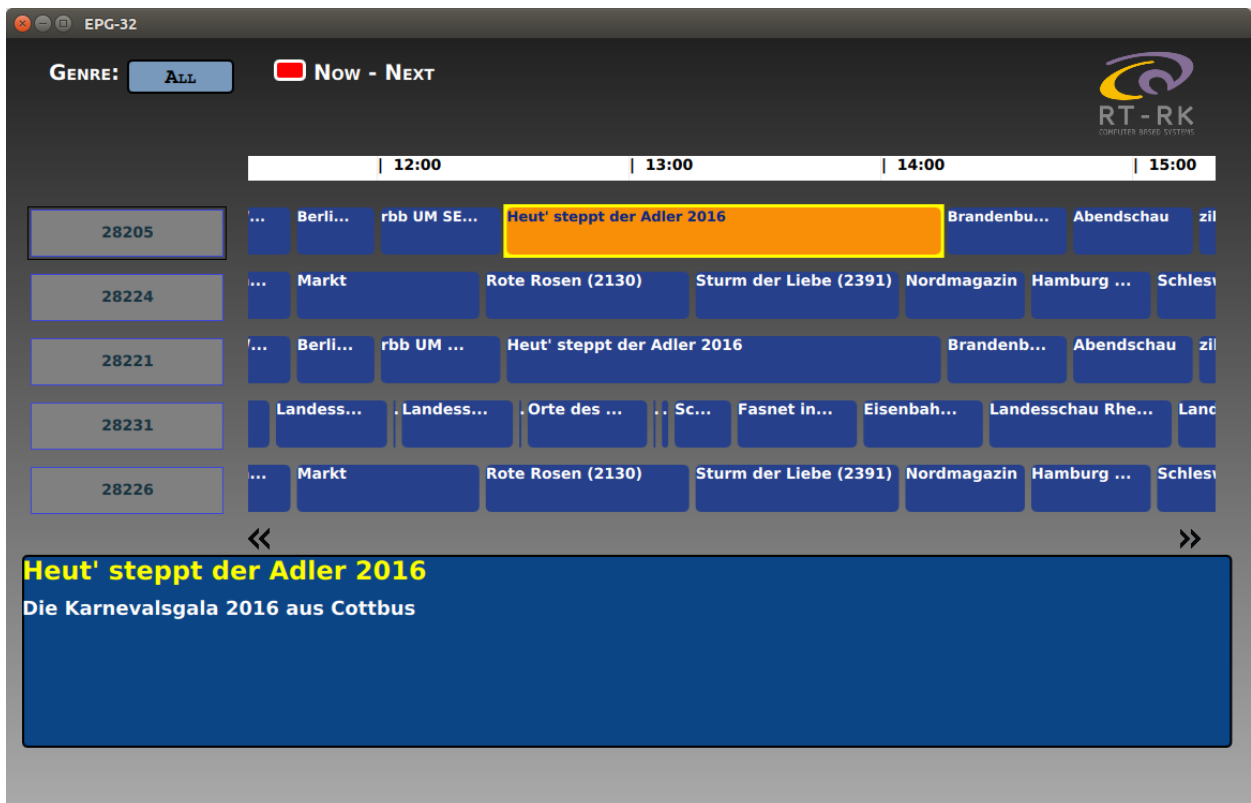 EPG-32
GENRE: ALL NOW - NEXT
RT-RK
COMPUTER BASED SYSTEMS
| 12:00 | 13:00 | 14:00 | 15:00
28205 '... Berli... rbb UM SE... Heut' steppt der Adler 2016 Brandenbu... Abendschau zil
28224 ... Markt Rote Rosen (2130) Sturm der Liebe (2391) Nordmagazin Hamburg ... Schlesw
28221 '... Berli... rbb UM ... Heut' steppt der Adler 2016 Brandenb... Abendschau zil
28231 Landess... . Landess... . Orte des ... . . Sc... Fasnet in... Eisenbah... Landesschau Rhe... Land
28226 ... Markt Rote Rosen (2130) Sturm der Liebe (2391) Nordmagazin Hamburg ... Schlesw
« »
Heut' steppt der Adler 2016
Die Karnevalsgala 2016 aus Cottbus